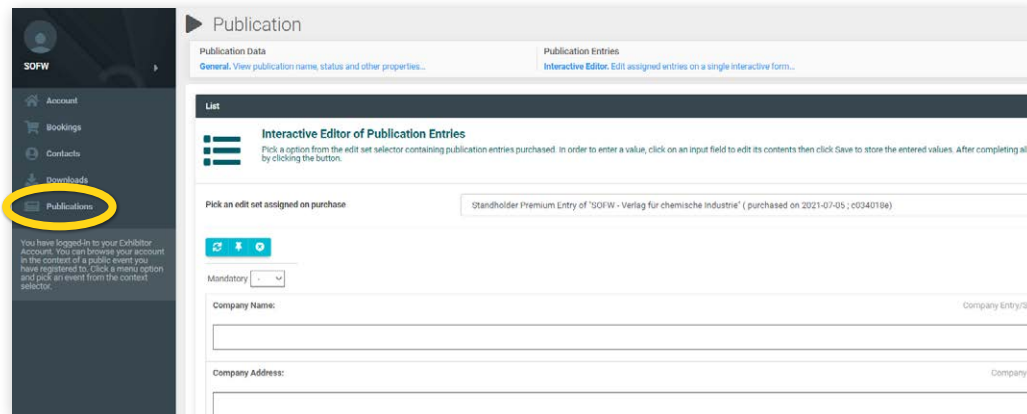 Publication
SOFW
Publication Data
General. View publication name, status and other properties...
Publication Entries
Interactive Editor. Edit assigned entries on a single interactive form...
Account
Bookings
Contacts
Downloads
Publications
You have logged-in to your Exhibitor
Account. You can browse your account
in the context of a public event you
have registered to. Click a menu option
and pick an event from the context
selector.
List
Interactive Editor of Publication Entries
Pick a option from the edit set selector containing publication entries purchased. In order to enter a value, click on an input field to edit its contents then click Save to store the entered values. After completing al
by clicking the button.
Pick an edit set assigned on purchase
Standholder Premium Entry of "SOFW - Verlag für chemische Industrie" ( purchased on 2021-07-05 ; c034018e)
Mandatory -
Company Name:
Company Entry/S
Company Address:
Company